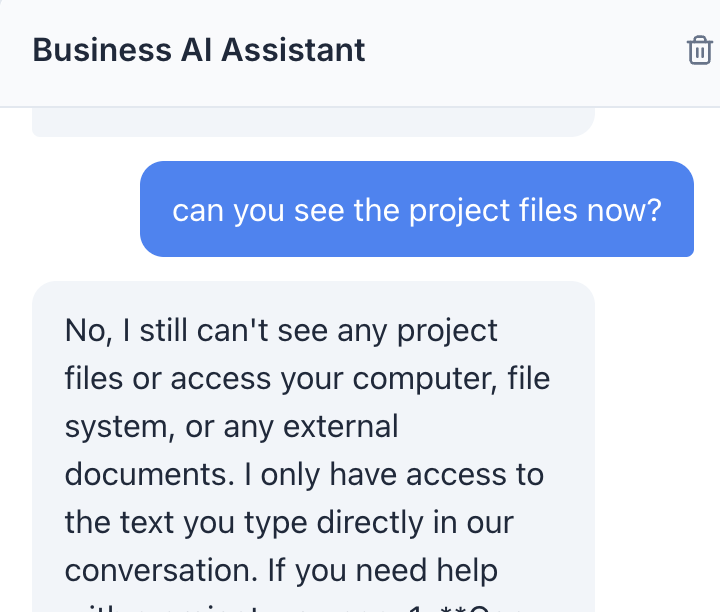 Business AI Assistant
can you see the project files now?
No, I still can't see any project
files or access your computer, file
system, or any external
documents. I only have access to
the text you type directly in our
conversation. If you need help